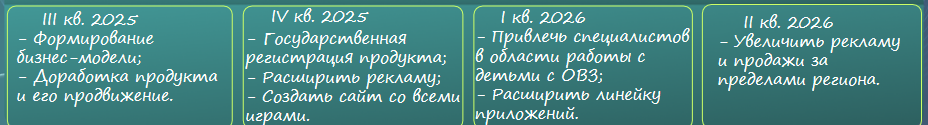 III кв. 2025
- Формирование
бизнес-модели;
- Доработка продукта
и его продвижение.
IV кв. 2025
- Государственная
регистрация продукта;
- Расширить рекламу;
- Создать сайт со всеми
играми.
I кв. 2026
- Привлечь специалистов
в области работы с
детьми с ОВЗ;
- Расширить линейку
приложений.
II кв. 2026
- Увеличить рекламу
и продажи за
пределами региона.